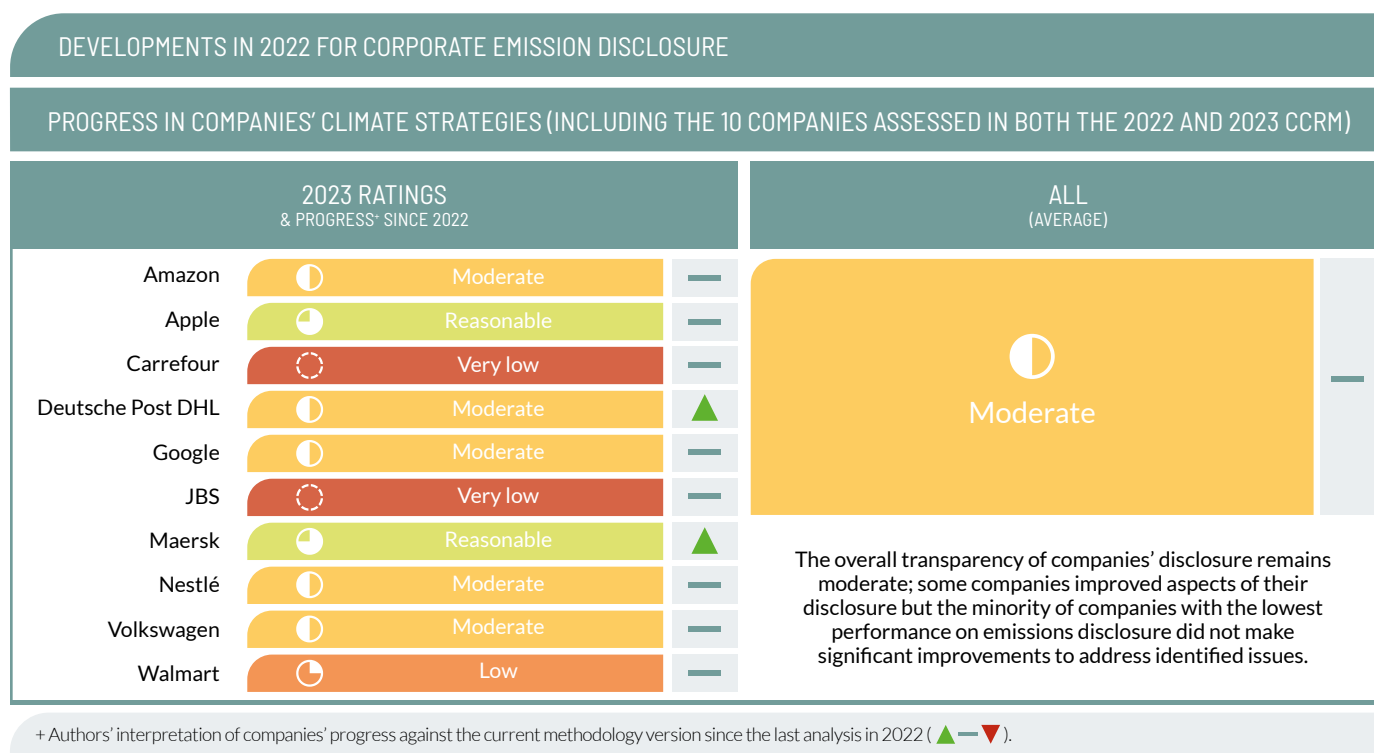 DEVELOPMENTS IN 2022 FOR CORPORATE EMISSION DISCLOSURE
PROGRESS IN COMPANIES’ CLIMATE STRATEGIES (INCLUDING THE 10 COMPANIES ASSESSED IN BOTH THE 2022 AND 2023 CCRM)
2023 RATINGS
& PROGRESS+ SINCE 2022
Amazon Moderate
Apple Reasonable
Carrefour Very low
Deutsche Post DHL Moderate
Google Moderate
JBS Very low
Maersk Reasonable
Nestlé Moderate
Volkswagen Moderate
Walmart Low
ALL
(AVERAGE)
Moderate
The overall transparency of companies’ disclosure remains
moderate; some companies improved aspects of their
disclosure but the minority of companies with the lowest
performance on emissions disclosure did not make
significant improvements to address identified issues.
+ Authors’ interpretation of companies’ progress against the current methodology version since the last analysis in 2022 ( ▲ — ▼ ).